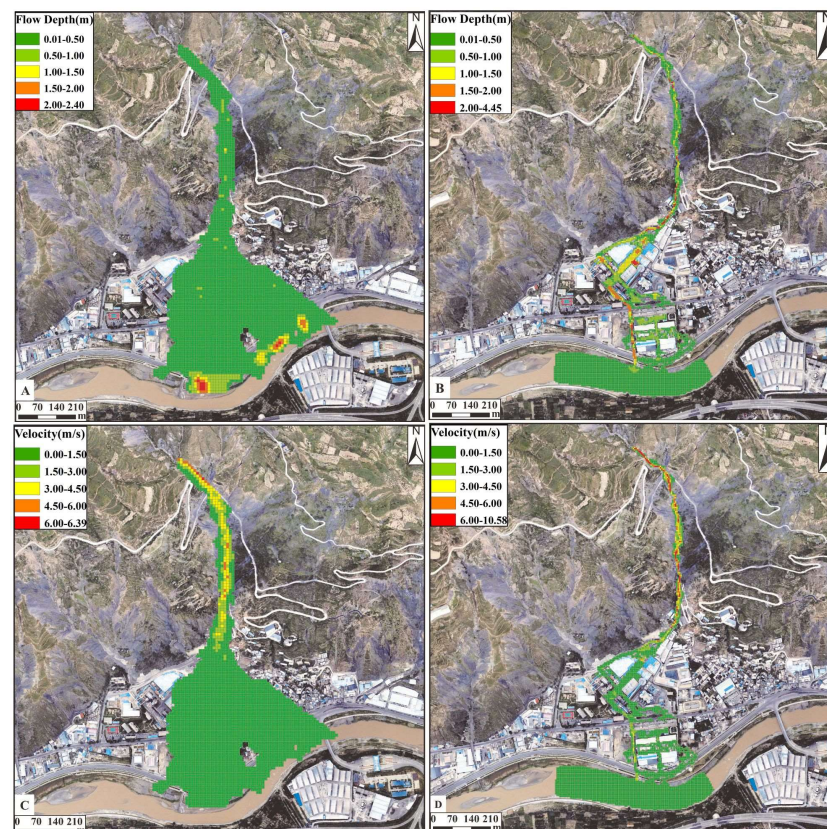 Flow Depth(m)
0.01-0.50
0.50-1.00
1.00-1.50
1.50-2.00
2.00-2.40
N
A
0 70 140 210
m
Flow Depth(m)
0.01-0.50
0.50-1.00
1.00-1.50
1.50-2.00
2.00-4.45
N
B
0 70 140 210
m
Velocity(m/s)
0.00-1.50
1.50-3.00
3.00-4.50
4.50-6.00
6.00-6.39
N
C
0 70 140 210
m
Velocity(m/s)
0.00-1.50
1.50-3.00
3.00-4.50
4.50-6.00
6.00-10.58
D
0 70 140 210
m